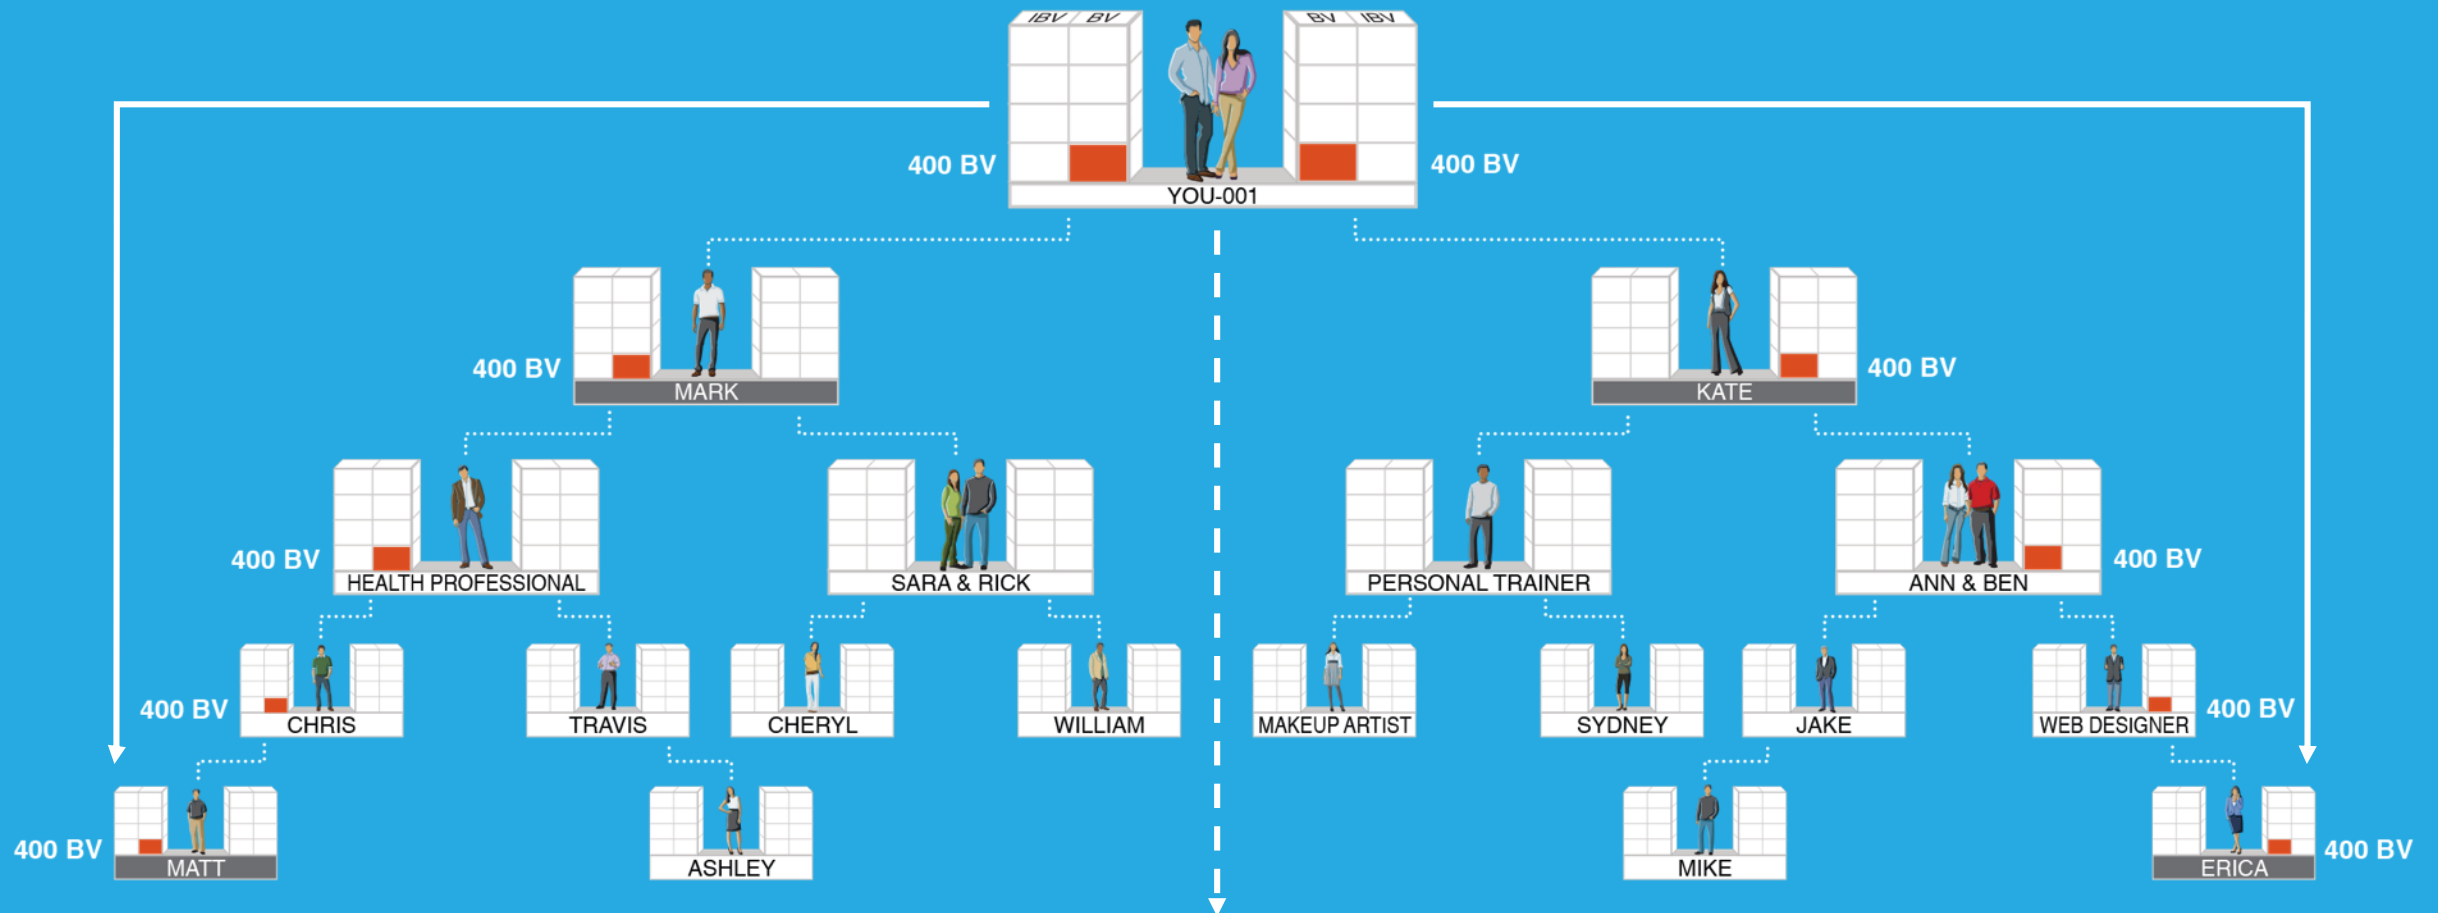 IBV BV BV IBV
400 BV 400 BV
YOU-001
400 BV 400 BV
MARK KATE
400 BV 400 BV
HEALTH PROFESSIONAL SARA & RICK PERSONAL TRAINER ANN & BEN
400 BV 400 BV
CHRIS TRAVIS CHERYL WILLIAM MAKEUP ARTIST SYDNEY JAKE WEB DESIGNER
400 BV 400 BV
MATT ASHLEY MIKE ERICA